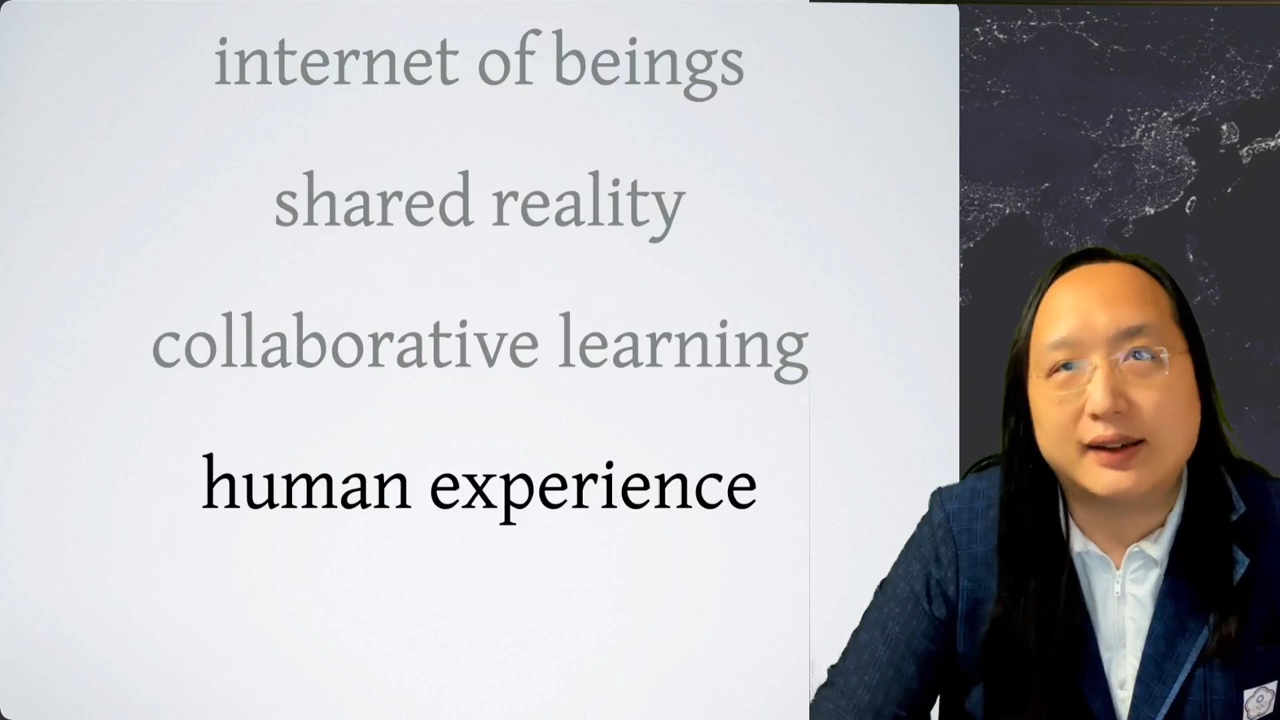 internet of beings
shared reality
collaborative learning
human experience